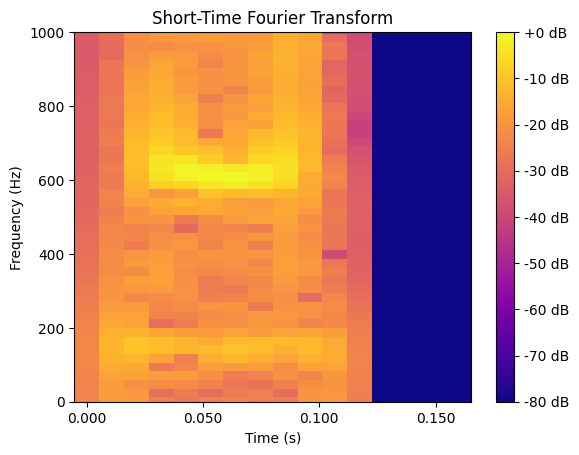 Short-Time Fourier Transform
1000
800
600
400
200
0
Frequency (Hz)
0.000
0.050
0.100
0.150
Time (s)
+0 dB
-10 dB
-20 dB
-30 dB
-40 dB
-50 dB
-60 dB
-70 dB
-80 dB